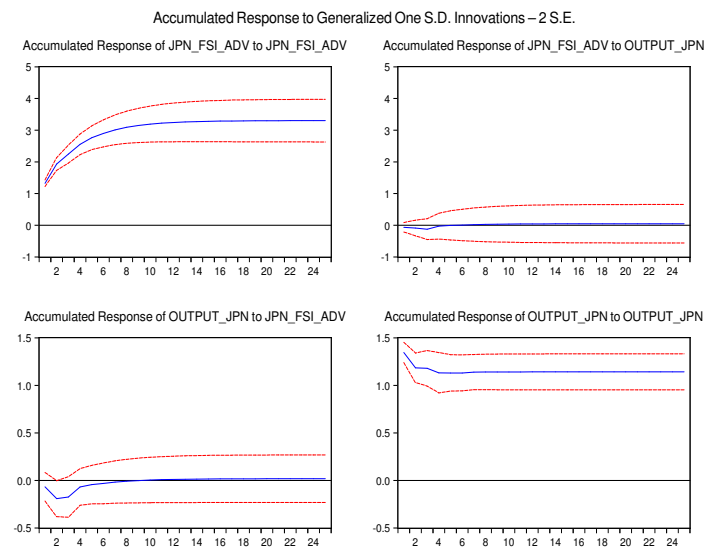 Accumulated Response to Generalized One S.D. Innovations – 2 S.E.
Accumulated Response of JPN_FSI_ADV to JPN_FSI_ADV
5
4
3
2
1
0
-1
2 4 6 8 10 12 14 16 18 20 22 24
Accumulated Response of JPN_FSI_ADV to OUTPUT_JPN
5
4
3
2
1
0
-1
2 4 6 8 10 12 14 16 18 20 22 24
Accumulated Response of OUTPUT_JPN to JPN_FSI_ADV
1.5
1.0
0.5
0.0
-0.5
2 4 6 8 10 12 14 16 18 20 22 24
Accumulated Response of OUTPUT_JPN to OUTPUT_JPN
1.5
1.0
0.5
0.0
-0.5
2 4 6 8 10 12 14 16 18 20 22 24